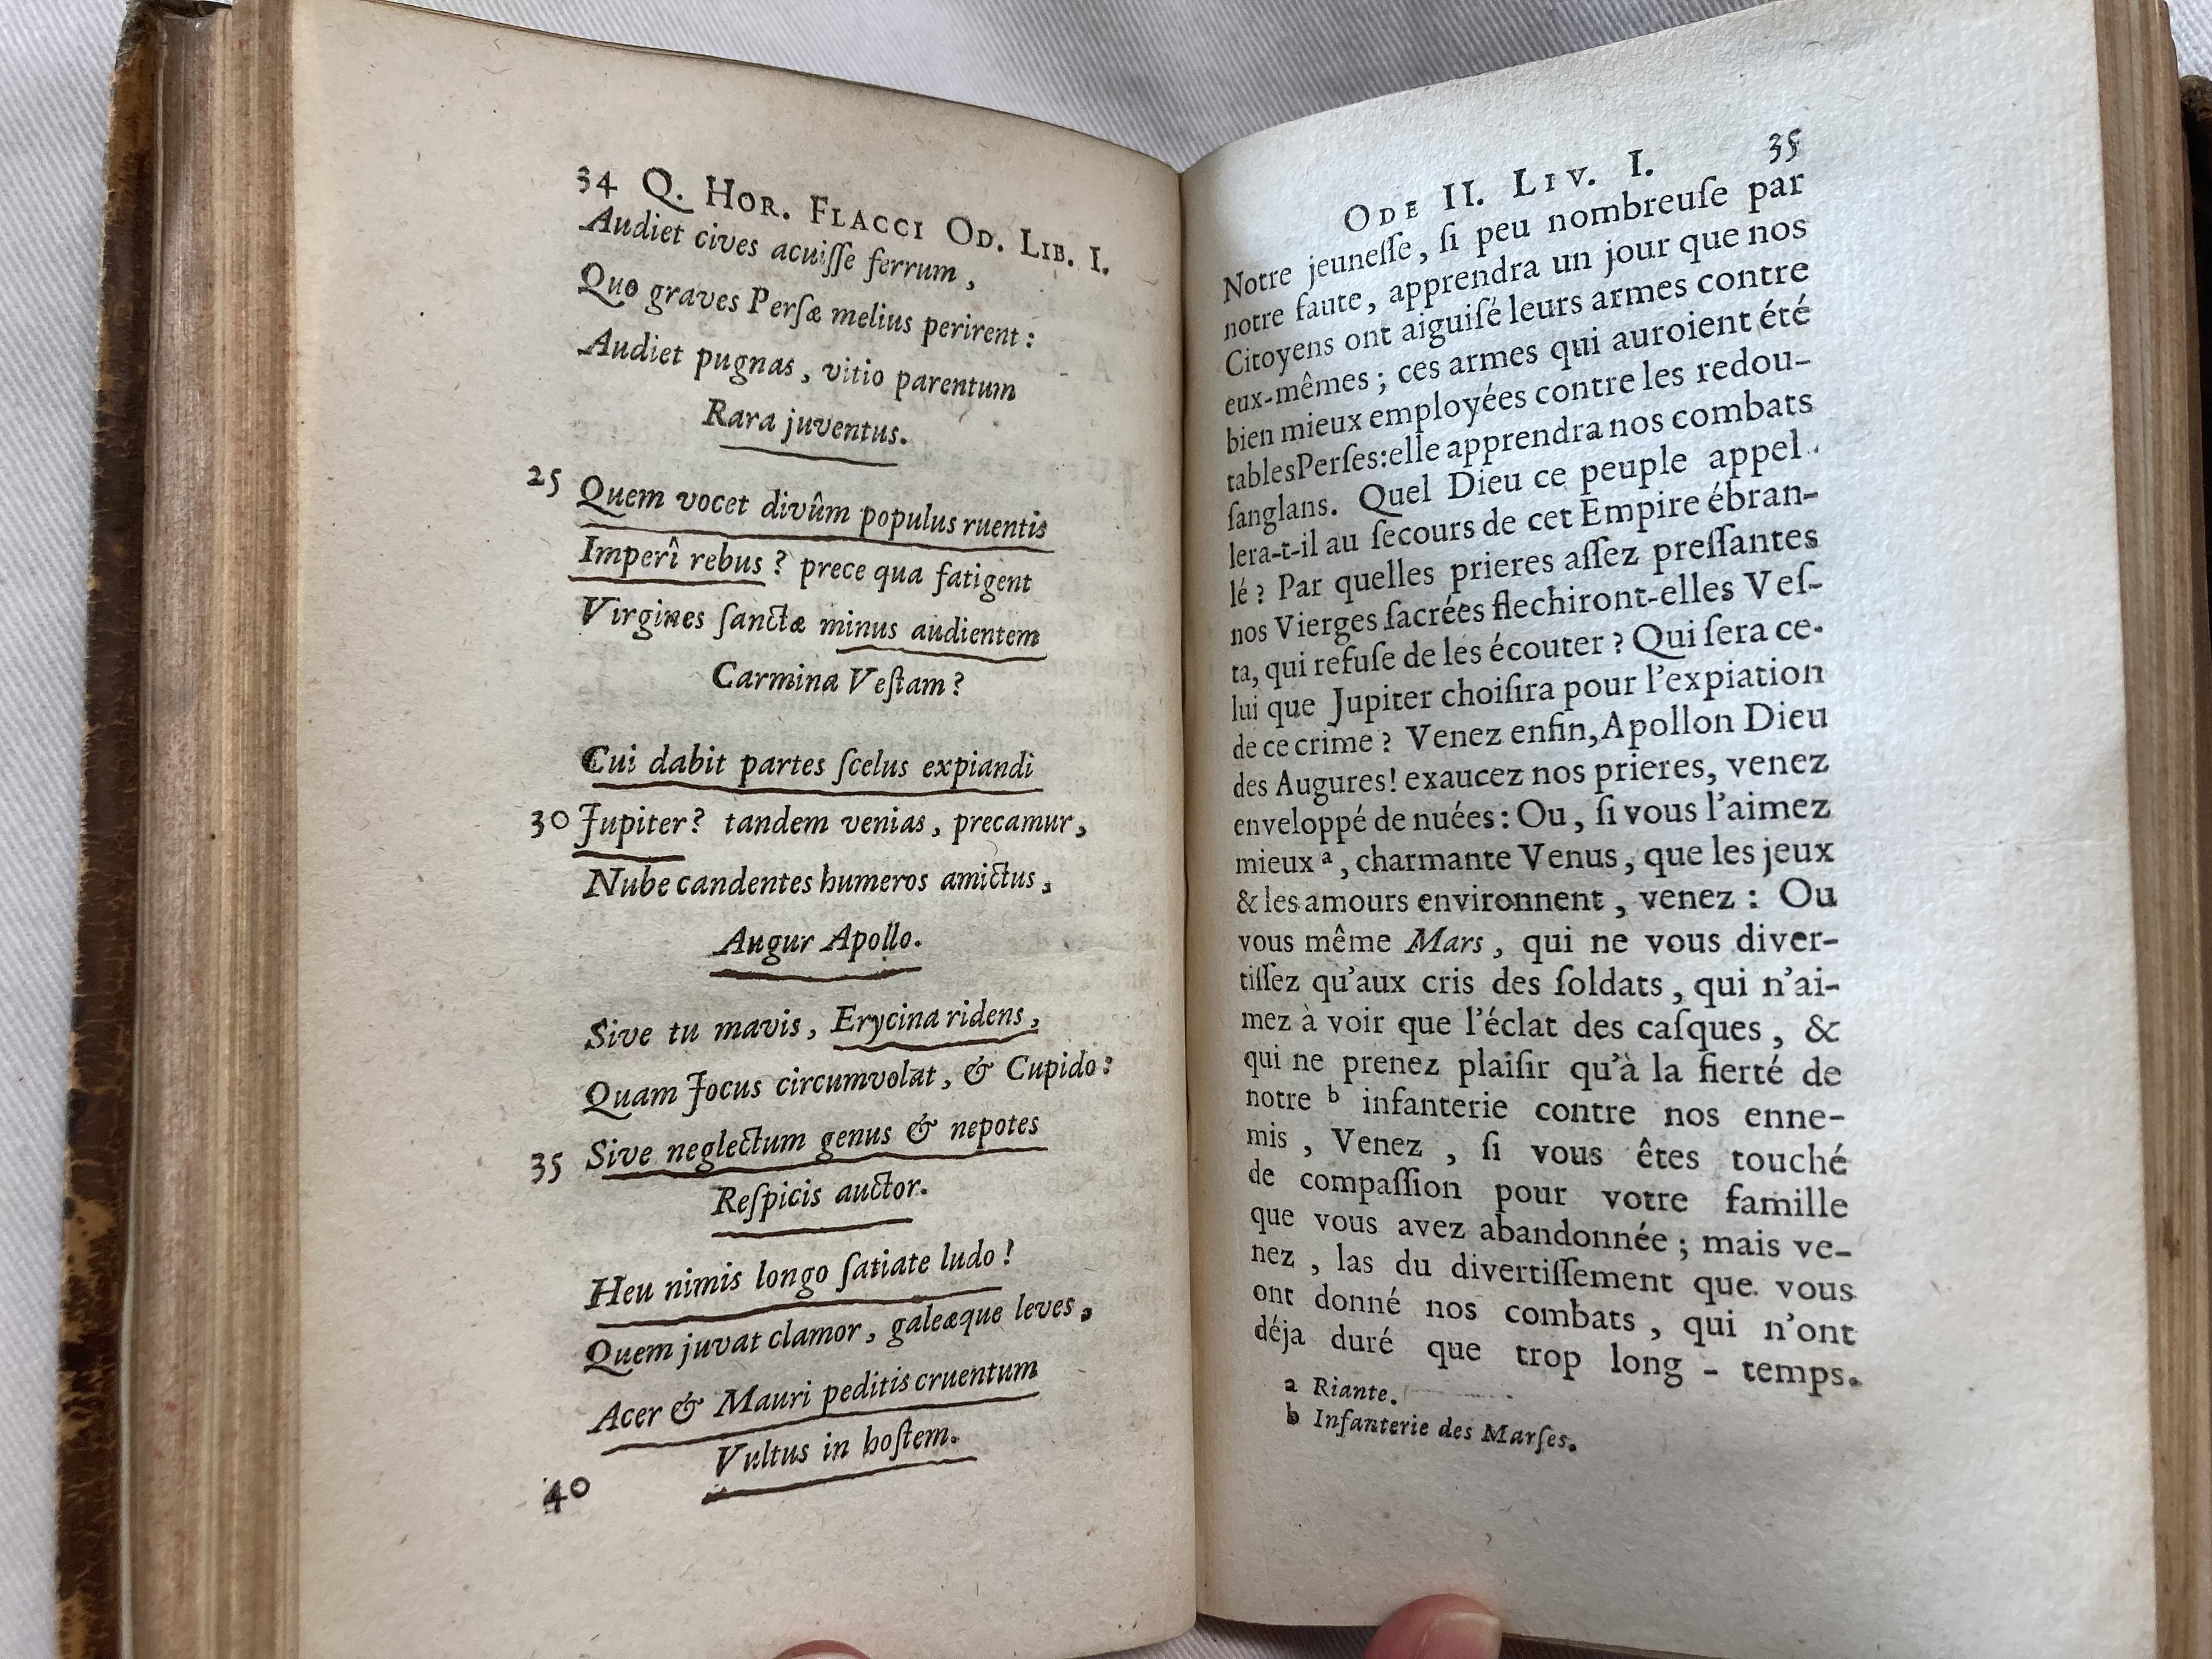 34 Q. HOR. FLACCI OD. LIB. I.
Audiet cives acuiſſe ferrum,
Quo graves Perſæ melius perirent:
Audiet pugnas, vitio parentum
Rara juventus.
25 Quem vocet divûm populus ruentis
Imperî rebus? prece qua fatigent
Virgines ſanctæ minus audientem
Carmina Veſtam?
Cui dabit partes ſcelus expiandi
30 Jupiter? tandem venias, precamur,
Nube candentes humeros amictus,
Augur Apollo.
Sive tu mavis, Erycina ridens,
Quam Jocus circumvolat, & Cupido:
35 Sive neglectum genus & nepotes
Reſpicis auctor.
Heu nimis longo ſatiate ludo!
Quem juvat clamor, galeæque leves,
Acer & Mauri peditis cruentum
40 Vultus in hoſtem.
ODE II. LIV. I. 35
Notre jeuneſſe, ſi peu nombreuſe par
notre faute, apprendra un jour que nos
Citoyens ont aiguiſé leurs armes contre
eux-mêmes; ces armes qui auroient été
bien mieux employées contre les redou-
tables Perſes: elle apprendra nos combats
ſanglans. Quel Dieu ce peuple appel-
lera-t-il au ſecours de cet Empire ébran-
lé? Par quelles prieres aſſez preſſantes
nos Vierges ſacrées flechiront-elles Veſ-
ta, qui refuſe de les écouter? Qui ſera ce-
lui que Jupiter choiſira pour l'expiation
de ce crime? Venez enfin, Apollon Dieu
des Augures! exaucez nos prieres, venez
enveloppé de nuées: Ou, ſi vous l'aimez
mieux a, charmante Venus, que les jeux
& les amours environnent, venez: Ou
vous même Mars, qui ne vous diver-
tiſſez qu'aux cris des ſoldats, qui n'ai-
mez à voir que l'éclat des caſques, &
qui ne prenez plaiſir qu'à la fierté de
notre b infanterie contre nos enne-
mis, Venez, ſi vous êtes touché
de compaſſion pour votre famille
que vous avez abandonnée; mais ve-
nez, las du divertiſſement que vous
ont donné nos combats, qui n'ont
déja duré que trop long-temps.
a Riante.
b Infanterie des Marſes.